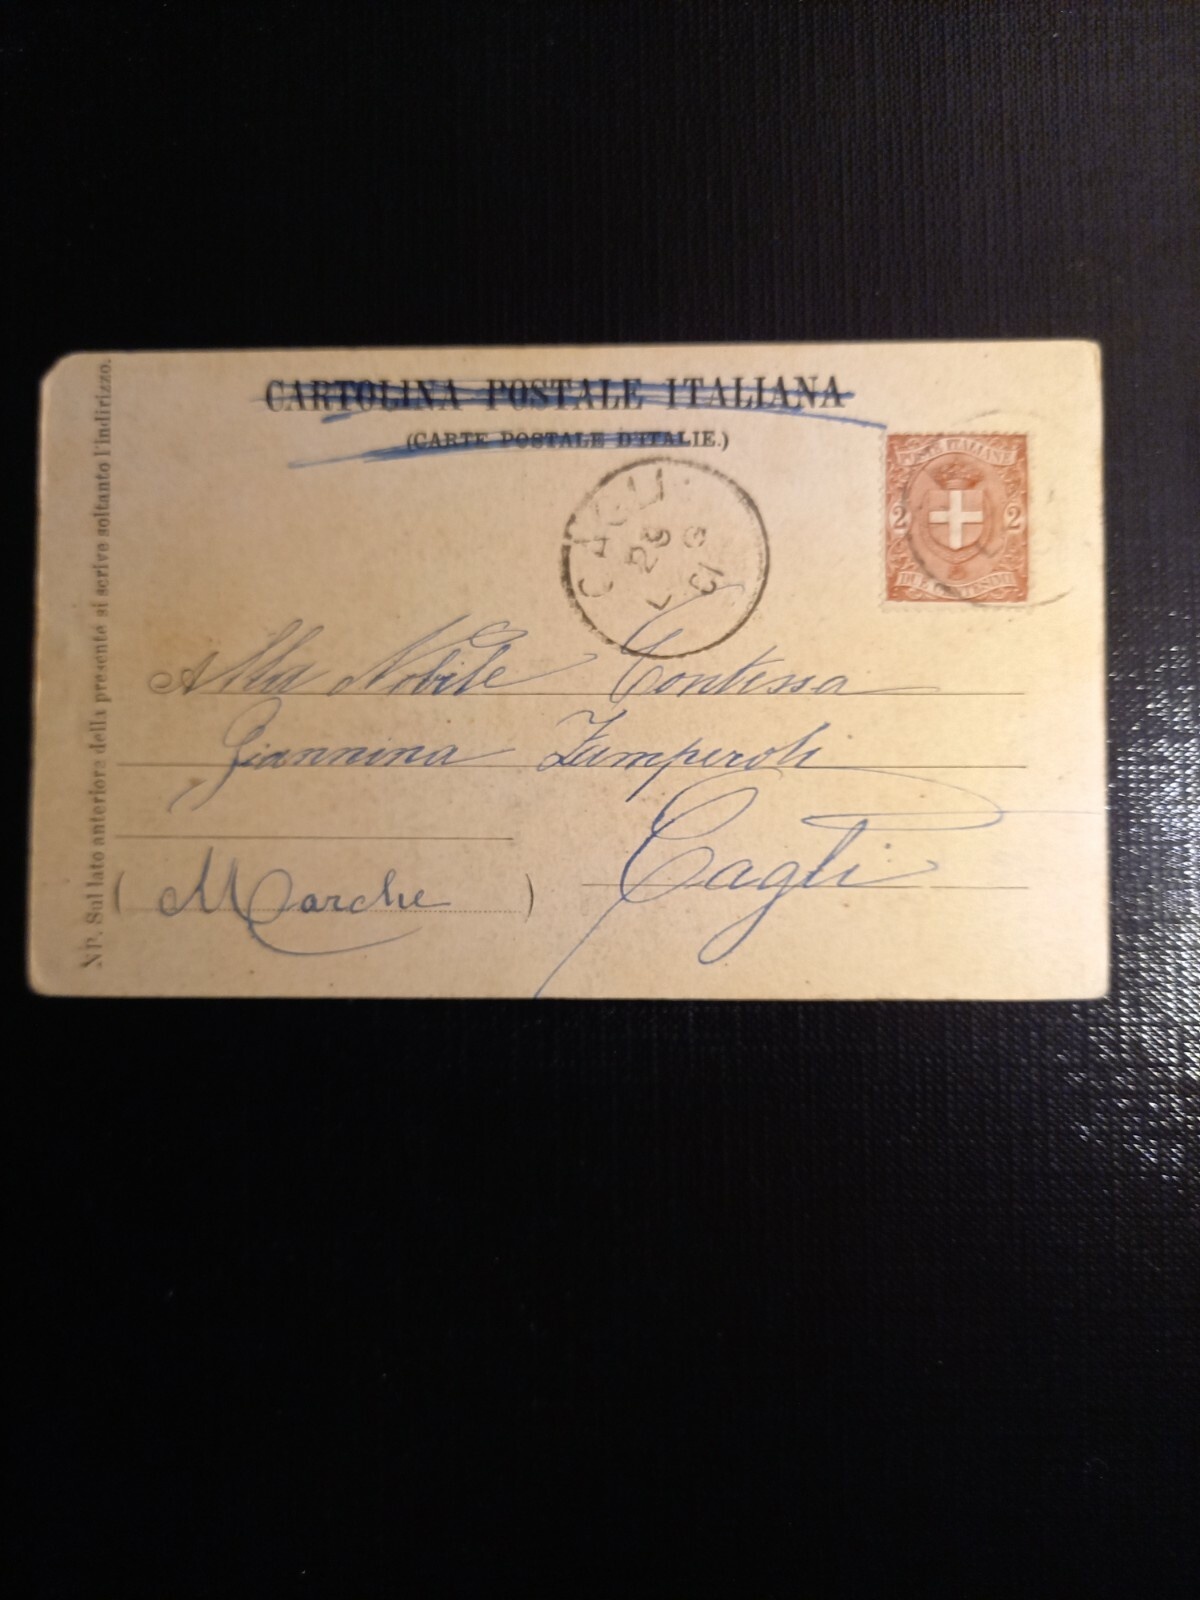 CARTOLINA POSTALE ITALIANA
(CARTE POSTALE D'ITALIE.)
POSTE ITALIANE
2 2
DUE CENTESIMI
CAGLI
Alla Nobile Contessa
Giannina Zamperoli
Cagli
(Marche)
NB. Sul lato anteriore della presente si scrive soltanto l'indirizzo.